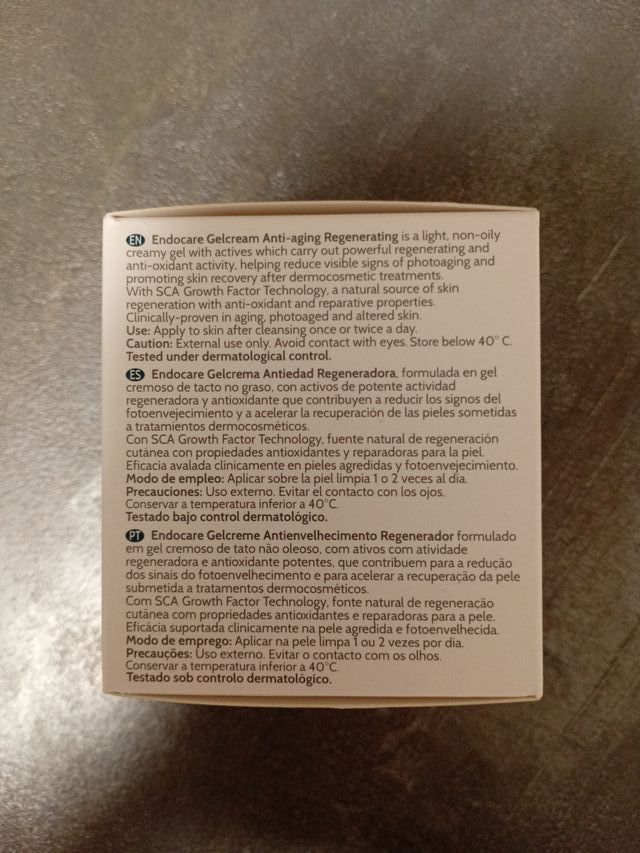 EN Endocare Gelcream Anti-aging Regenerating is a light, non-oily
creamy gel with actives which carry out powerful regenerating and
anti-oxidant activity, helping reduce visible signs of photoaging and
promoting skin recovery after dermocosmetic treatments.
With SCA Growth Factor Technology, a natural source of skin
regeneration with anti-oxidant and reparative properties.
Clinically-proven in aging, photoaged and altered skin.
Use: Apply to skin after cleansing once or twice a day.
Caution: External use only. Avoid contact with eyes. Store below 40° C.
Tested under dermatological control.
ES Endocare Gelcrema Antiedad Regeneradora, formulada en gel
cremoso de tacto no graso, con activos de potente actividad
regeneradora y antioxidante que contribuyen a reducir los signos del
fotoenvejecimiento y a acelerar la recuperación de las pieles sometidas
a tratamientos dermocosméticos.
Con SCA Growth Factor Technology, fuente natural de regeneración
cutánea con propiedades antioxidantes y reparadoras para la piel.
Eficacia avalada clínicamente en pieles agredidas y fotoenvejecimiento.
Modo de empleo: Aplicar sobre la piel limpia 1 o 2 veces al día.
Precauciones: Uso externo. Evitar el contacto con los ojos.
Conservar a temperatura inferior a 40°C.
Testado bajo control dermatológico.
PT Endocare Gelcreme Antienvelhecimento Regenerador formulado
em gel cremoso de tato não oleoso, com ativos com atividade
regeneradora e antioxidante potentes, que contribuem para a redução
dos sinais do fotoenvelhecimento e para acelerar a recuperação da pele
submetida a tratamentos dermocosméticos.
Com SCA Growth Factor Technology, fonte natural de regeneração
cutânea com propriedades antioxidantes e reparadoras para a pele.
Eficácia suportada clinicamente na pele agredida e fotoenvelhecida.
Modo de emprego: Aplicar na pele limpa 1 ou 2 vezes por dia.
Precauções: Uso externo. Evitar o contacto com os olhos.
Conservar a temperatura inferior a 40°C.
Testado sob controlo dermatológico.